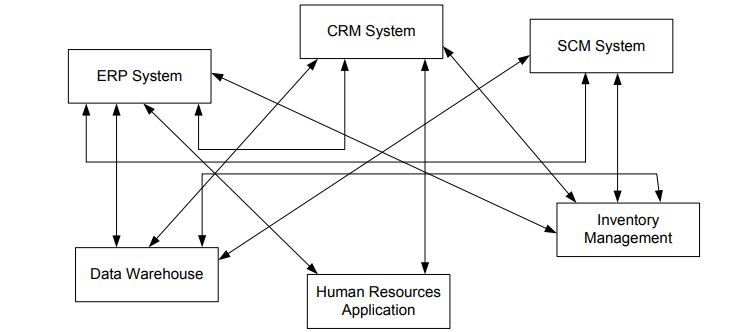 CRM System
SCM System
ERP System
Inventory
Management
Data Warehouse
Human Resources
Application